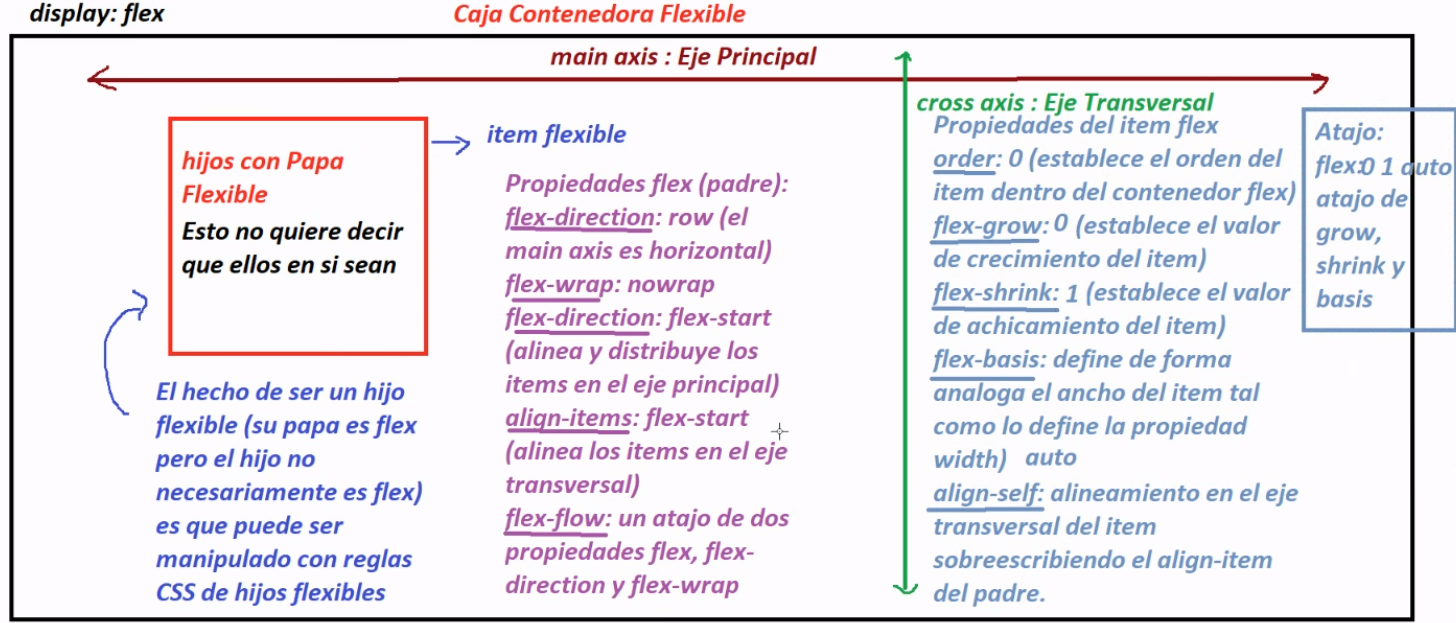 display: flex
Caja Contenedora Flexible
main axis : Eje Principal
cross axis : Eje Transversal
hijos con Papa
Flexible
Esto no quiere decir
que ellos en si sean
El hecho de ser un hijo
flexible (su papa es flex
pero el hijo no
necesariamente es flex)
es que puede ser
manipulado con reglas
CSS de hijos flexibles
item flexible
Propiedades flex (padre):
flex-direction: row (el
main axis es horizontal)
flex-wrap: nowrap
flex-direction: flex-start
(alinea y distribuye los
items en el eje principal)
align-items: flex-start
(alinea los items en el eje
transversal)
flex-flow: un atajo de dos
propiedades flex, flex-
direction y flex-wrap
Propiedades del item flex
order: 0 (establece el orden del
item dentro del contenedor flex)
flex-grow: 0 (establece el valor
de crecimiento del item)
flex-shrink: 1 (establece el valor
de achicamiento del item)
flex-basis: define de forma
analoga el ancho del item tal
como lo define la propiedad
width) auto
align-self: alineamiento en el eje
transversal del item
sobreescribiendo el align-item
del padre.
Atajo:
flex:0 1 auto
atajo de
grow,
shrink y
basis